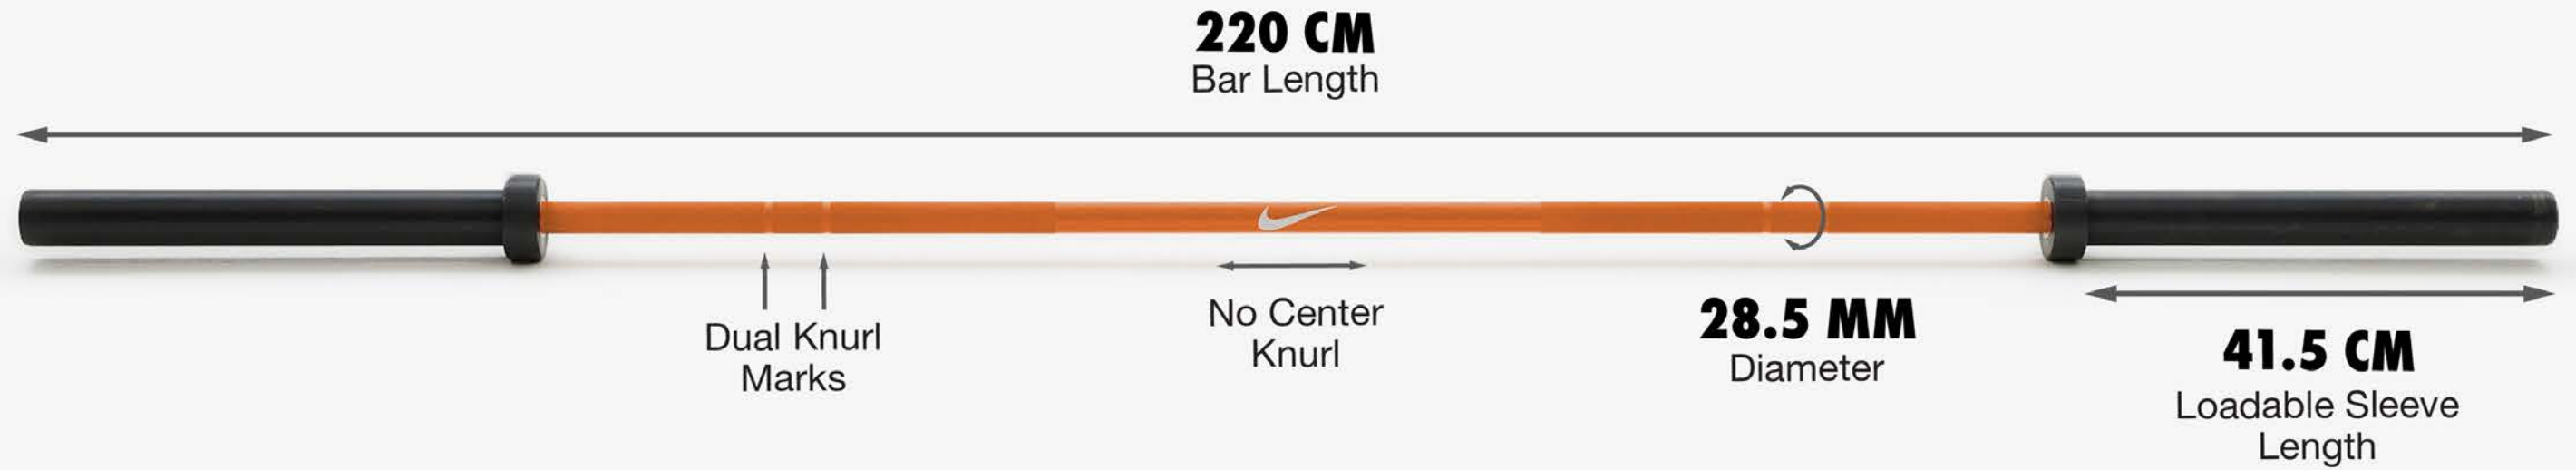 220 CM
Bar Length
Dual Knurl
Marks
No Center
Knurl
28.5 MM
Diameter
41.5 CM
Loadable Sleeve
Length